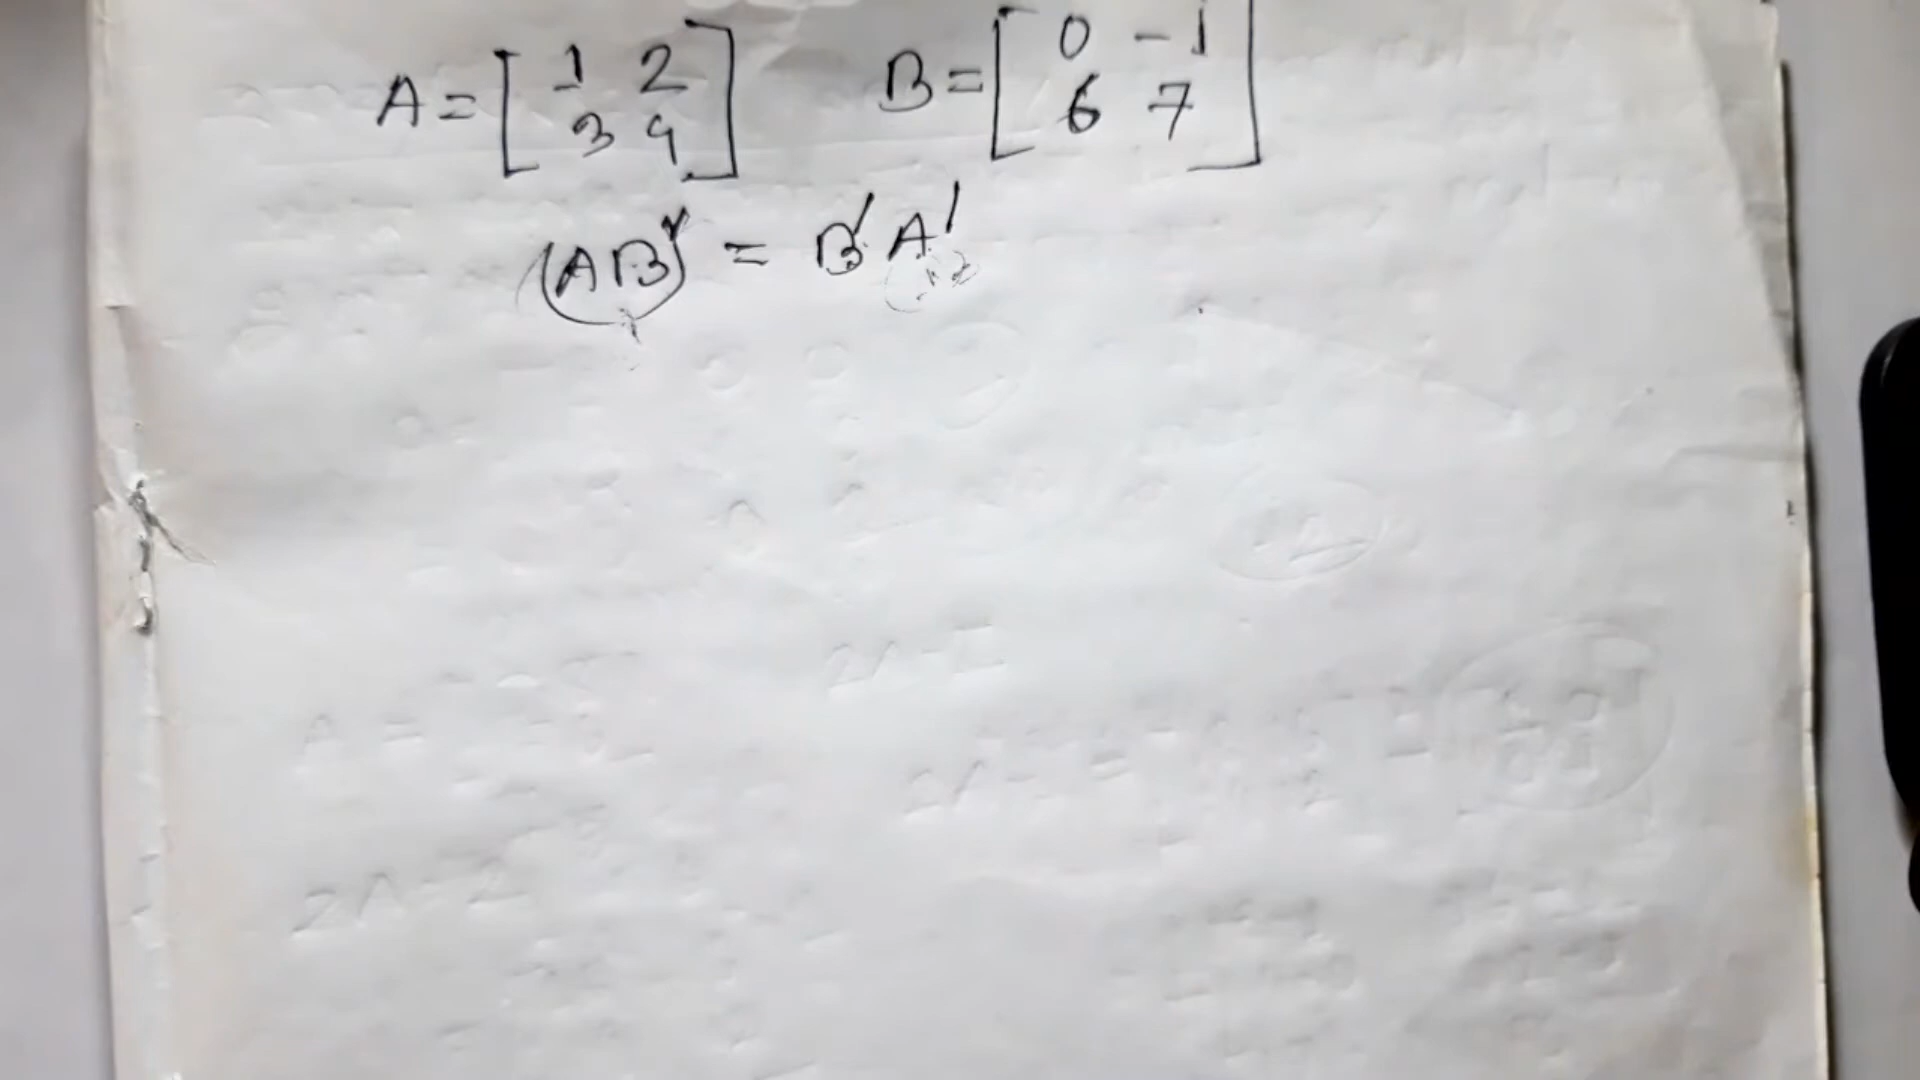 A = [ 1 2 B = [ 0 -1
3 4 ] 6 7 ]
(AB)' = B'A'